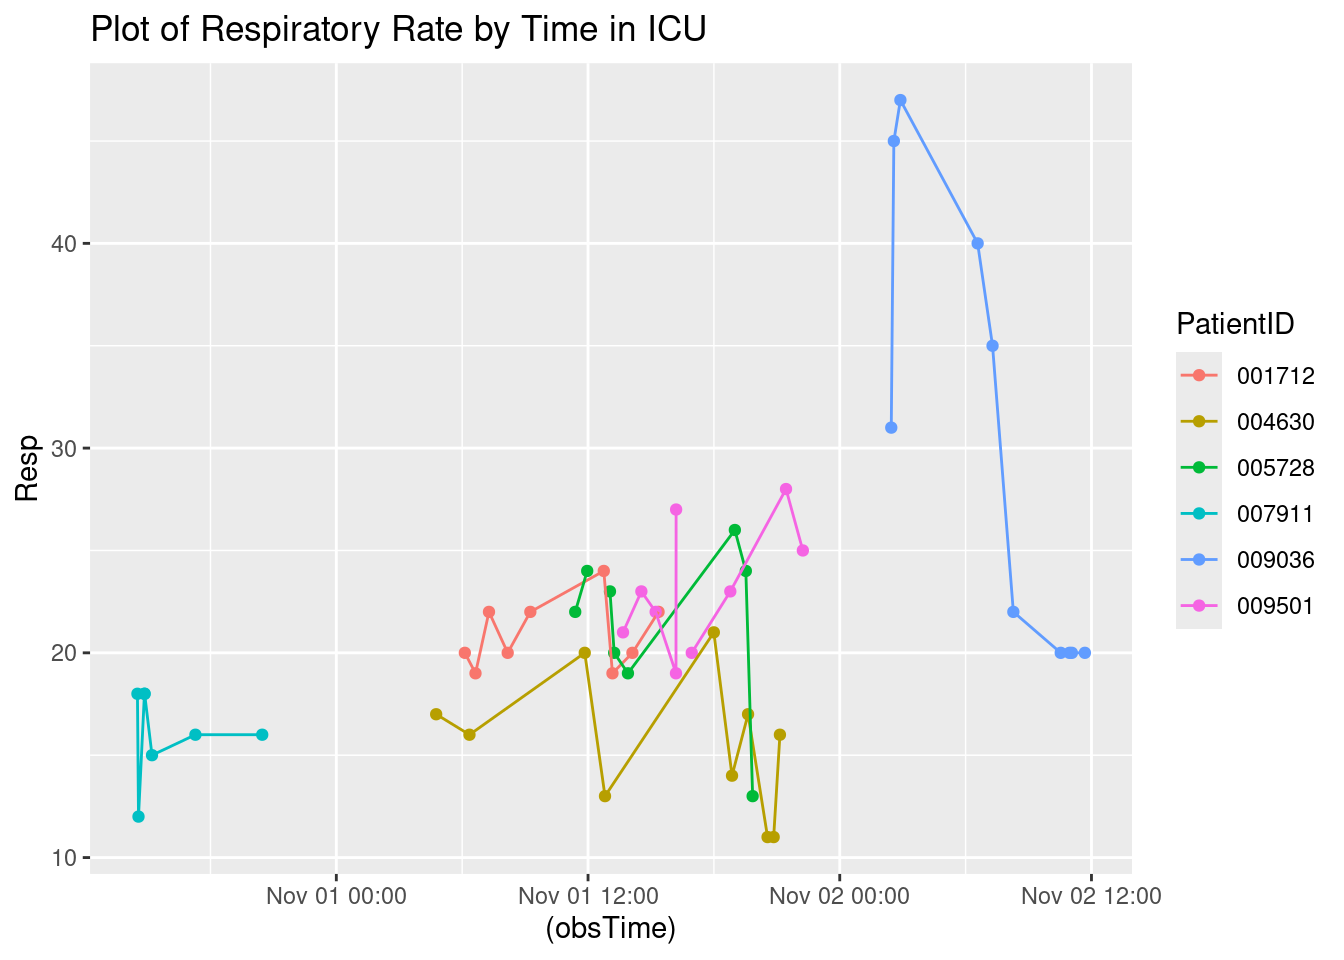 Plot of Respiratory Rate by Time in ICU
40
30
20
10
Resp
Nov 01 00:00
Nov 01 12:00
Nov 02 00:00
Nov 02 12:00
(obsTime)
PatientID
001712
004630
005728
007911
009036
009501